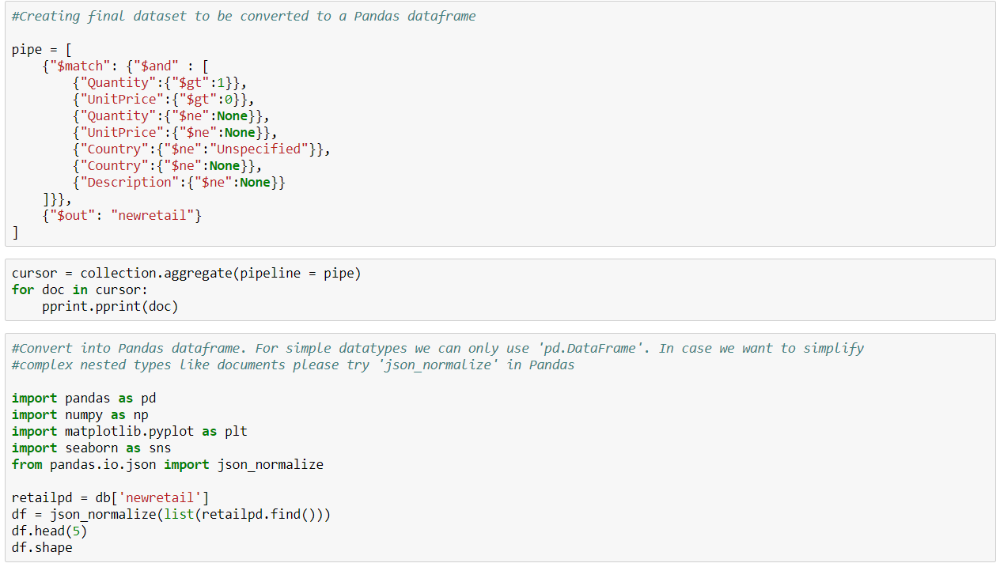 #Creating final dataset to be converted to a Pandas dataframe
pipe = [
    {"$match": {"$and" : [
        {"Quantity":{"$gt":1}},
        {"UnitPrice":{"$gt":0}},
        {"Quantity":{"$ne":None}},
        {"UnitPrice":{"$ne":None}},
        {"Country":{"$ne":"Unspecified"}},
        {"Country":{"$ne":None}},
        {"Description":{"$ne":None}}
    ]}},
    {"$out": "newretail"}
]
cursor = collection.aggregate(pipeline = pipe)
for doc in cursor:
    pprint.pprint(doc)
#Convert into Pandas dataframe. For simple datatypes we can only use 'pd.DataFrame'. In case we want to simplify
#complex nested types like documents please try 'json_normalize' in Pandas
import pandas as pd
import numpy as np
import matplotlib.pyplot as plt
import seaborn as sns
from pandas.io.json import json_normalize
retailpd = db['newretail']
df = json_normalize(list(retailpd.find()))
df.head(5)
df.shape